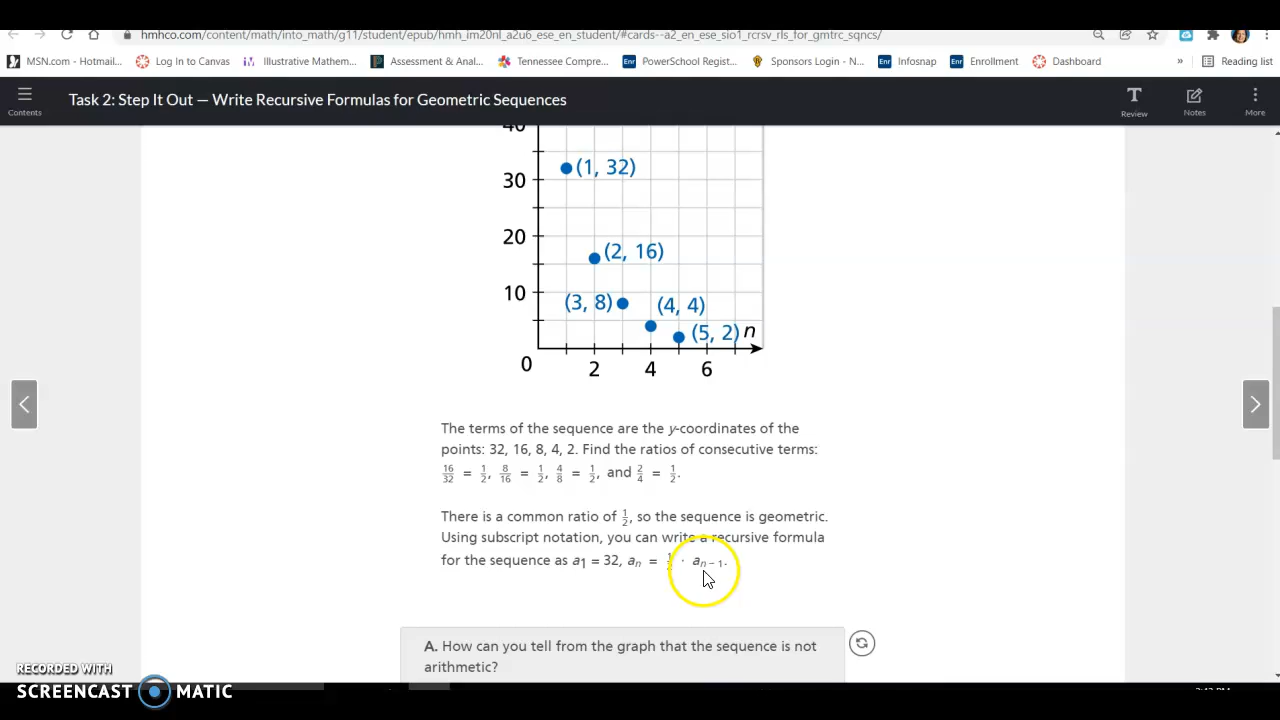 hmhco.com/content/math/into_math/g11/student/epub/hmh_im20nl_a2u6_ese_en_student/#cards--a2_en_ese_sio1_rcrsv_rls_for_gmtrc_sqncs/
MSN.com - Hotmail... Log In to Canvas Illustrative Mathem... Assessment & Anal... Tennessee Compre... Enr PowerSchool Regist... Sponsors Login - N... Enr Infosnap Enr Enrollment Dashboard » Reading list
Contents Task 2: Step It Out — Write Recursive Formulas for Geometric Sequences Review Notes More
40
(1, 32)
30
20
(2, 16)
10
(3, 8) (4, 4)
(5, 2) n
0 2 4 6
The terms of the sequence are the y-coordinates of the
points: 32, 16, 8, 4, 2. Find the ratios of consecutive terms:
16/32 = 1/2, 8/16 = 1/2, 4/8 = 1/2, and 2/4 = 1/2.
There is a common ratio of 1/2, so the sequence is geometric.
Using subscript notation, you can write a recursive formula
for the sequence as a1 = 32, an = 1/2 · an − 1.
A. How can you tell from the graph that the sequence is not
arithmetic?
RECORDED WITH
SCREENCAST MATIC